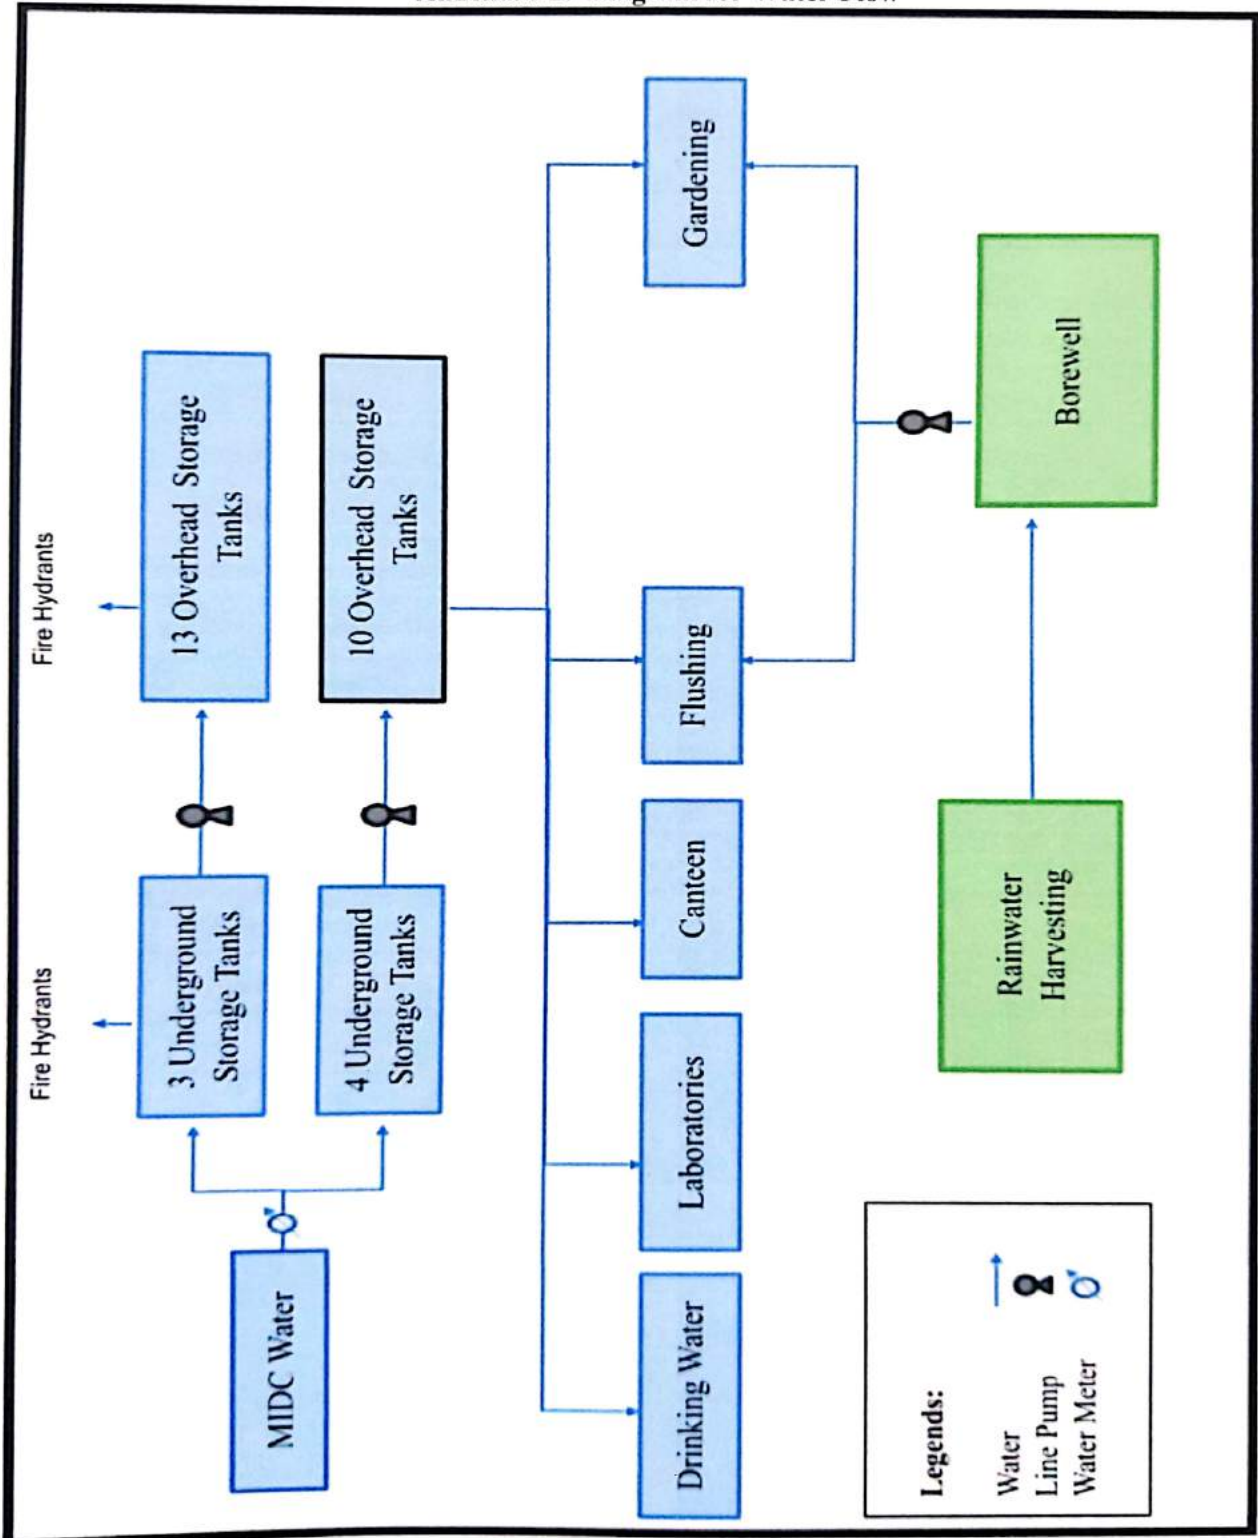 Fire Hydrants
Fire Hydrants
MIDC Water
3 Underground
Storage Tanks
13 Overhead Storage
Tanks
4 Underground
Storage Tanks
10 Overhead Storage
Tanks
Drinking Water
Laboratories
Canteen
Flushing
Gardening
Rainwater
Harvesting
Borewell
Legends:
Water
Line Pump
Water Meter